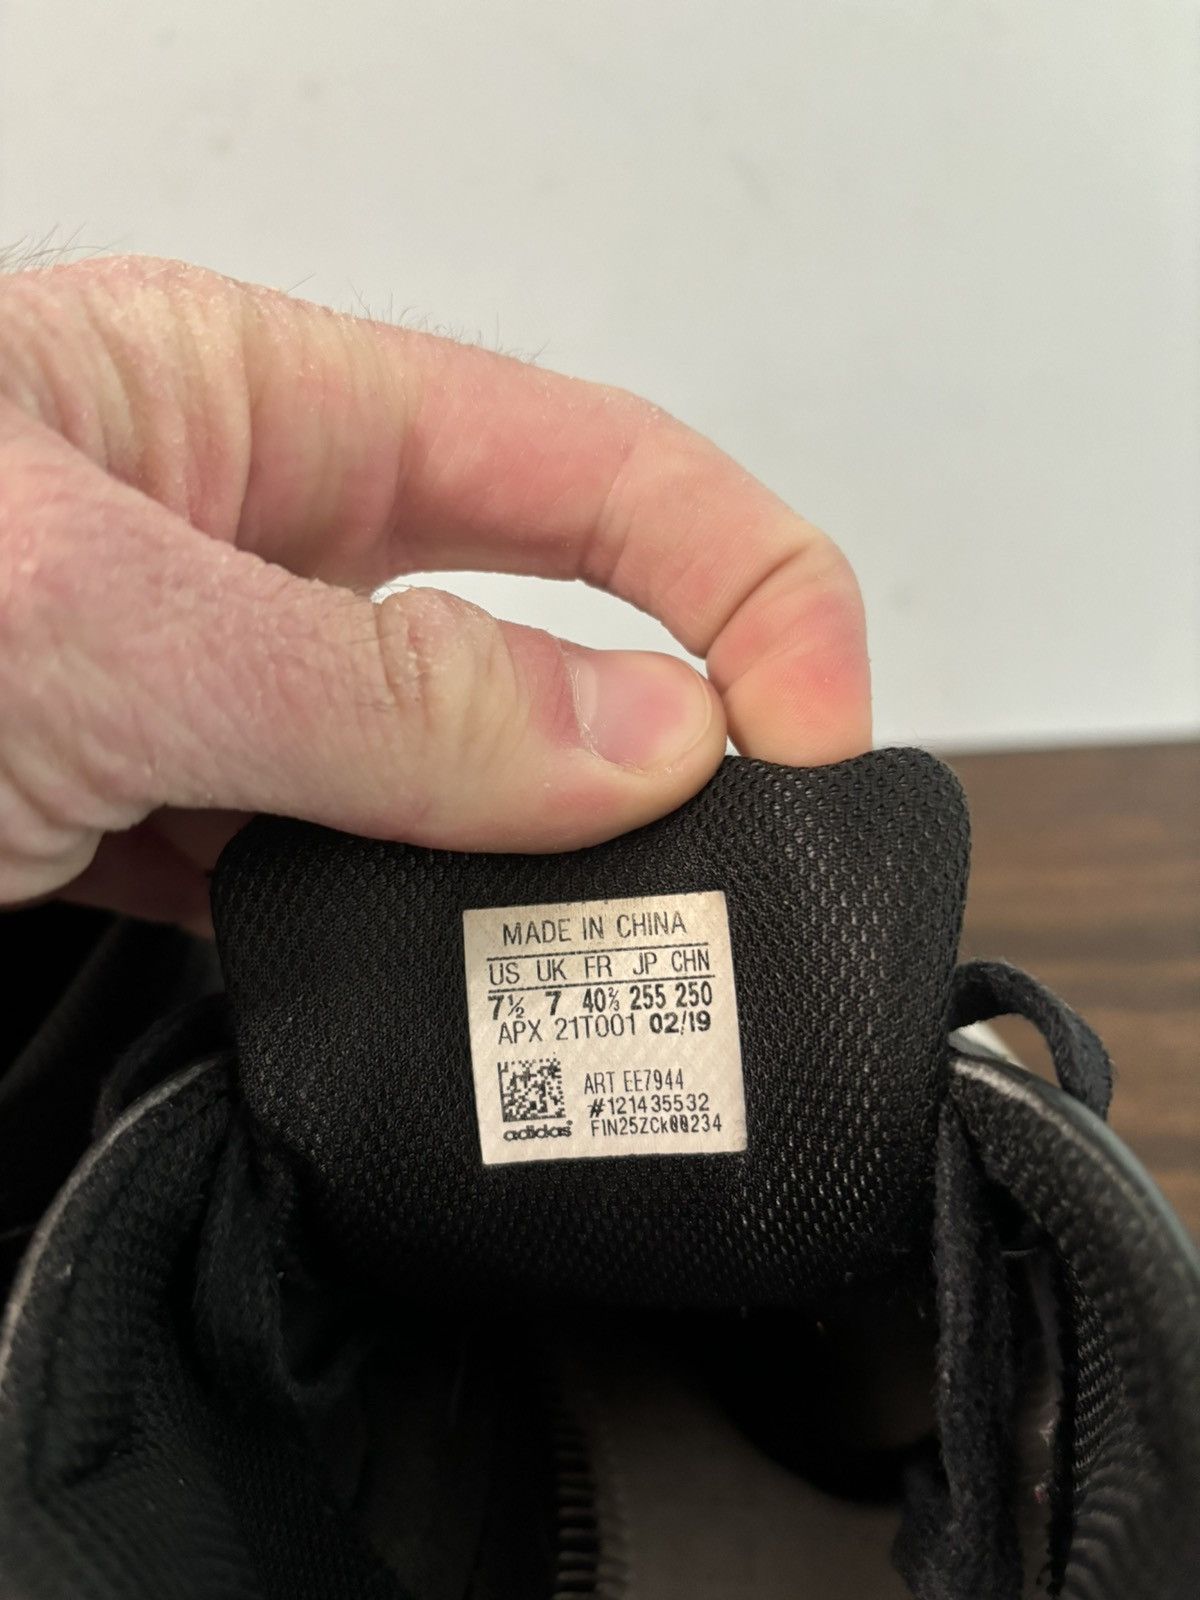 MADE IN CHINA
US UK FR JP CHN
7½ 7 40⅔ 255 250
APX 21T001 02/19
ART EE7944
#121435532
adidas FIN25ZCk00234